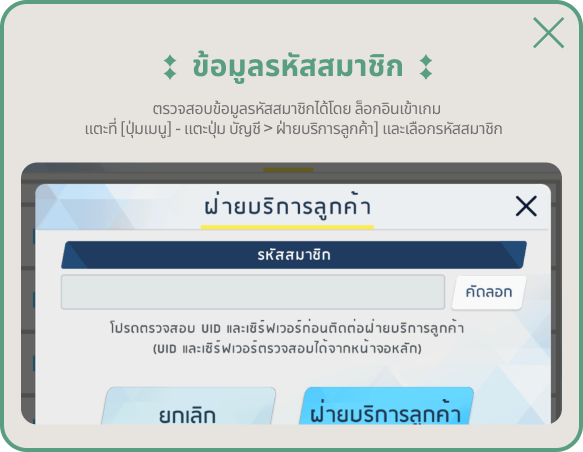 ข้อมูลรหัสสมาชิก
ตรวจสอบข้อมูลรหัสสมาชิกได้โดย ล็อกอินเข้าเกม
แตะที่ [ปุ่มเมนู] - แตะปุ่ม บัญชี > ฝ่ายบริการลูกค้า] และเลือกรหัสสมาชิก
ฝ่ายบริการลูกค้า
รหัสสมาชิก
คัดลอก
โปรดตรวจสอบ UID และเซิร์ฟเวอร์ก่อนติดต่อฝ่ายบริการลูกค้า
(UID และเซิร์ฟเวอร์ตรวจสอบได้จากหน้าจอหลัก)
ยกเลิก
ฝ่ายบริการลูกค้า